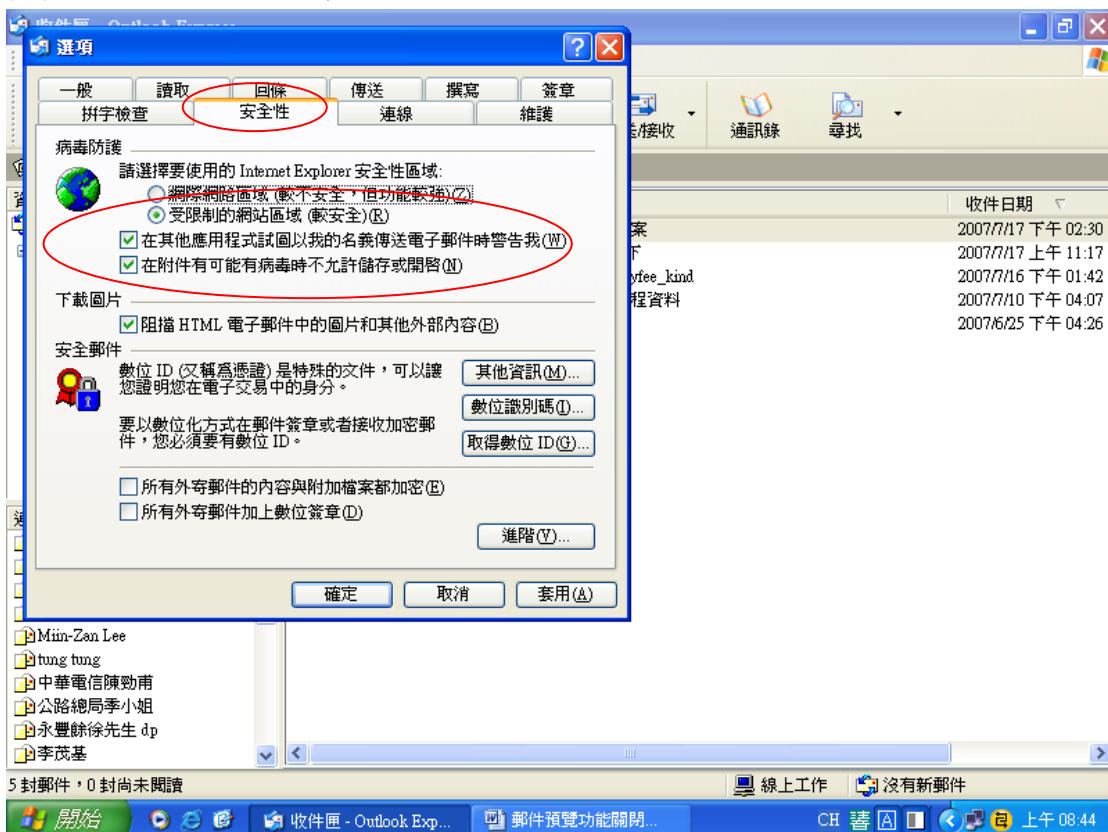 收件匣 - Outlook Express
選項
一般 讀取 回條 傳送 撰寫 簽章
拼字檢查 安全性 連線 維護
病毒防護
請選擇要使用的 Internet Explorer 安全性區域:
網際網路區域 (較不安全，但功能較強)(Z)
受限制的網站區域 (較安全)(R)
在其他應用程式試圖以我的名義傳送電子郵件時警告我(W)
在附件有可能有病毒時不允許儲存或開啟(N)
下載圖片
阻擋 HTML 電子郵件中的圖片和其他外部內容(B)
安全郵件
數位 ID (又稱為憑證) 是特殊的文件，可以讓
您證明您在電子交易中的身分。
其他資訊(M)...
數位識別碼(I)...
要以數位化方式在郵件簽章或者接收加密郵
件，您必須要有數位 ID。
取得數位 ID(G)...
所有外寄郵件的內容與附加檔案都加密(E)
所有外寄郵件加上數位簽章(D)
進階(V)...
確定 取消 套用(A)
/接收 通訊錄 尋找
收件日期
案 2007/7/17 下午 02:30
下 2007/7/17 上午 11:17
yfee_kind 2007/7/16 下午 01:42
程資料 2007/7/10 下午 04:07
2007/6/25 下午 04:26
Miin-Zan Lee
tung tung
中華電信陳勁甫
公路總局季小姐
永豐餘徐先生 dp
李茂基
5 封郵件，0 封尚未閱讀
線上工作 沒有新郵件
開始 收件匣 - Outlook Exp... 郵件預覽功能關閉... CH A 上午 08:44